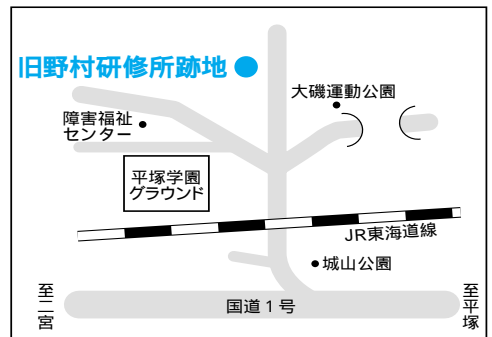 旧野村研修所跡地
大磯運動公園
障害福祉
センター
平塚学園
グラウンド
JR東海道線
城山公園
至二宮
国道1号
至平塚